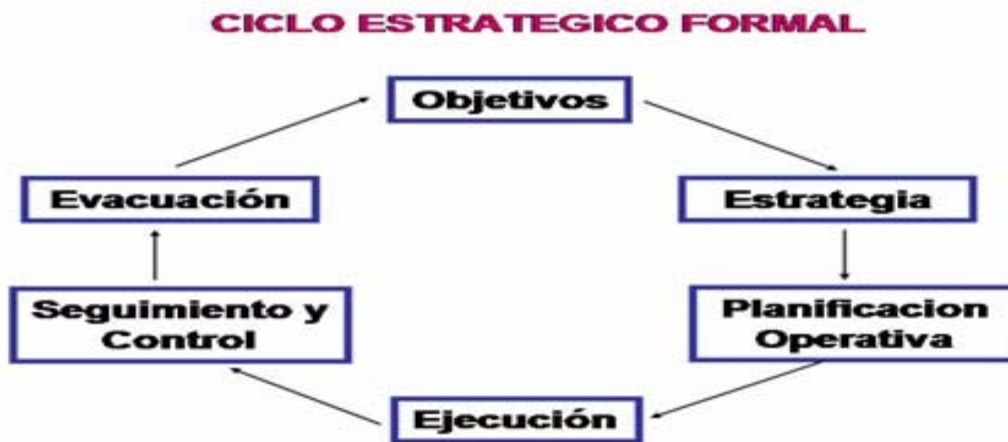 CICLO ESTRATEGICO FORMAL
Objetivos
Evacuación
Estrategia
Seguimiento y
Control
Planificacion
Operativa
Ejecución